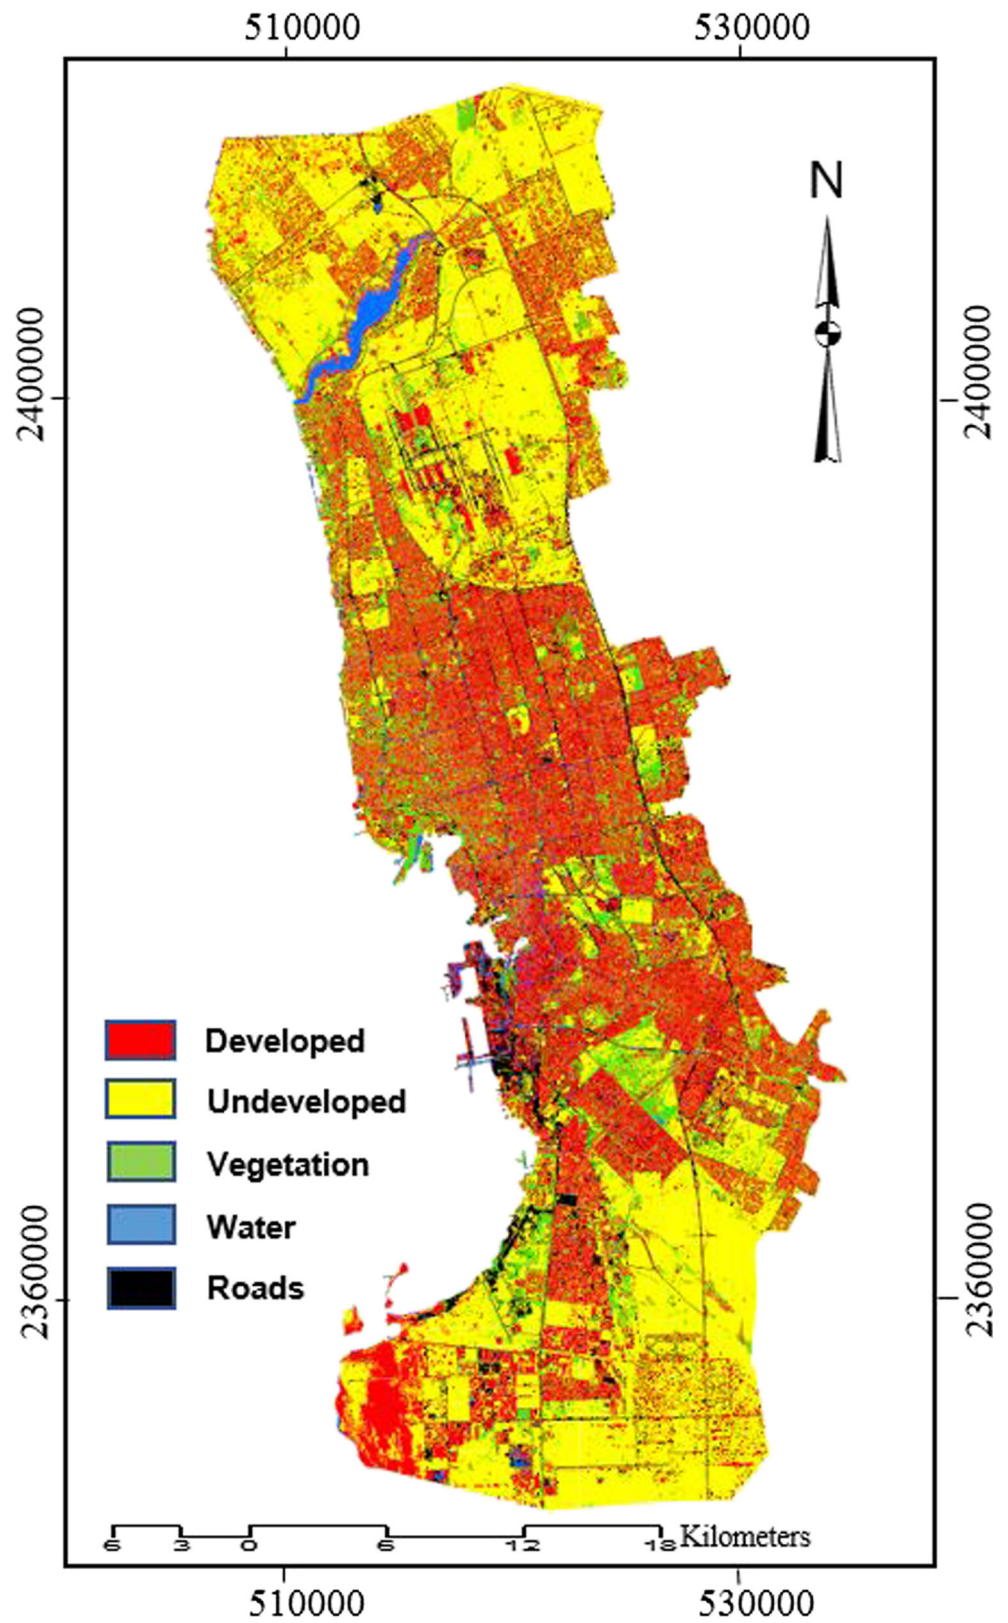 510000 530000
N
2400000 2400000
Developed
Undeveloped
Vegetation
Water
Roads
2360000 2360000
6 3 0 6 12 18 Kilometers
510000 530000